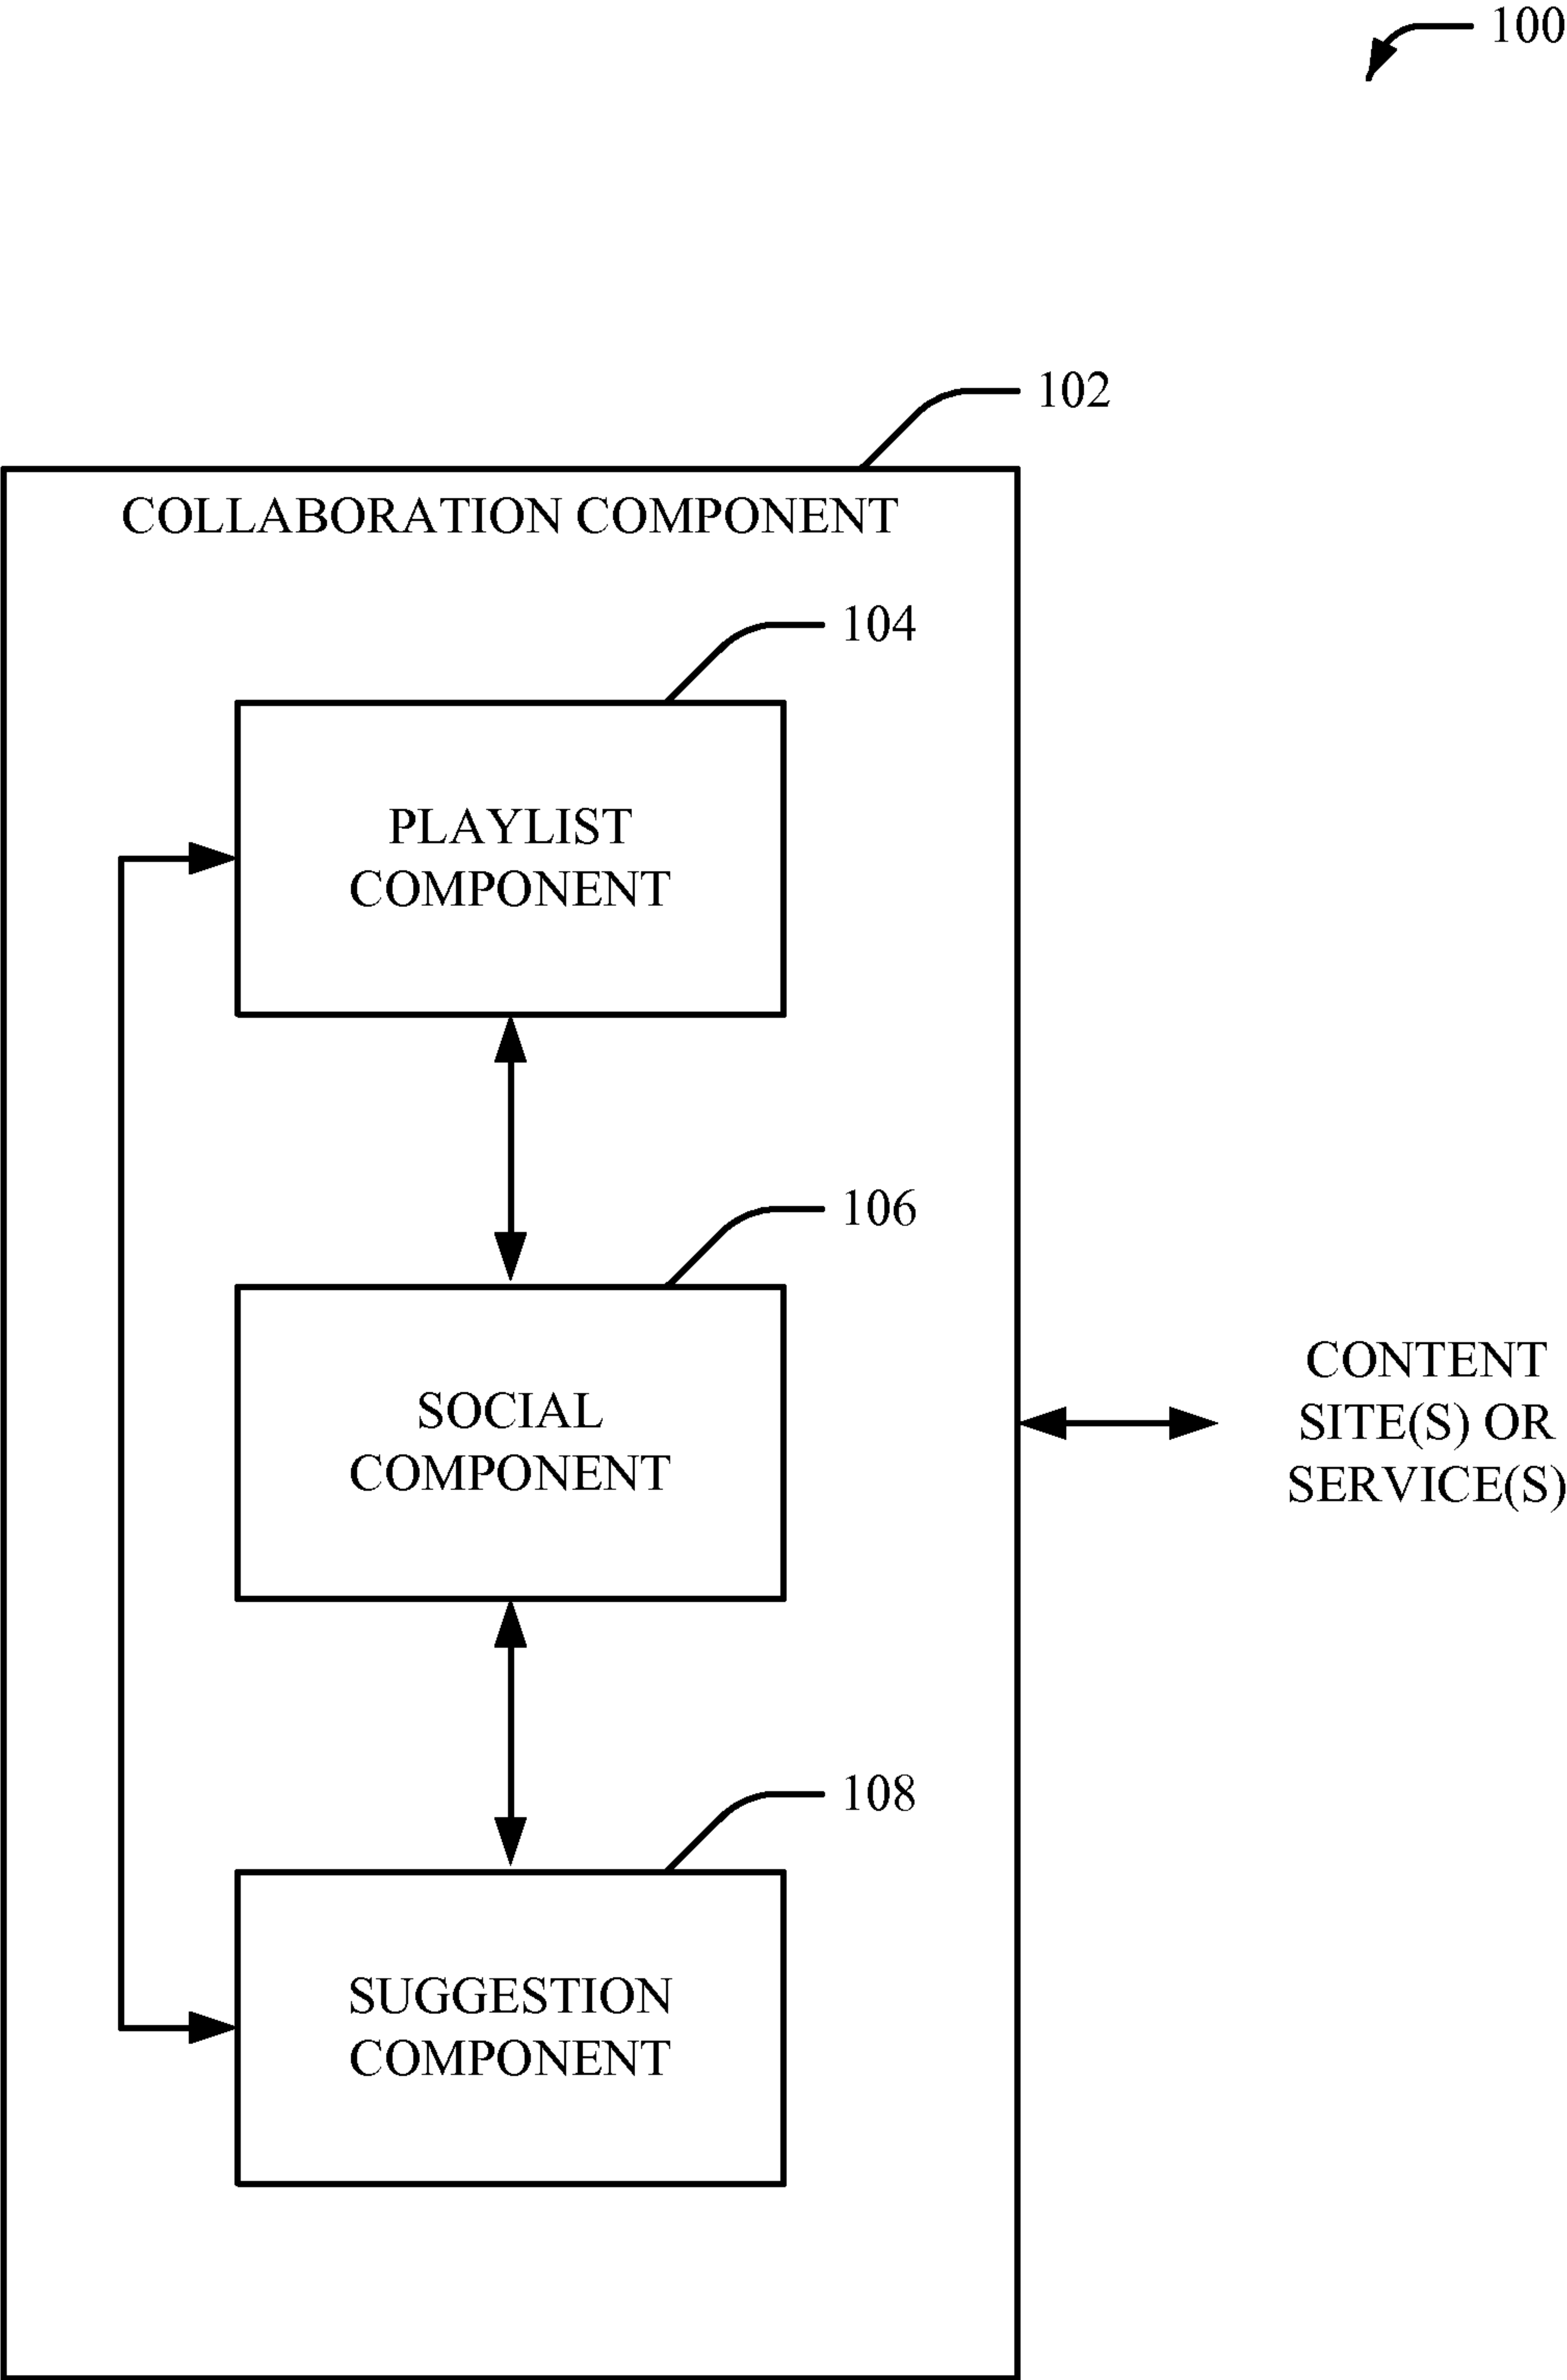 100
102
COLLABORATION COMPONENT
104
PLAYLIST
COMPONENT
106
SOCIAL
COMPONENT
CONTENT
SITE(S) OR
SERVICE(S)
108
SUGGESTION
COMPONENT